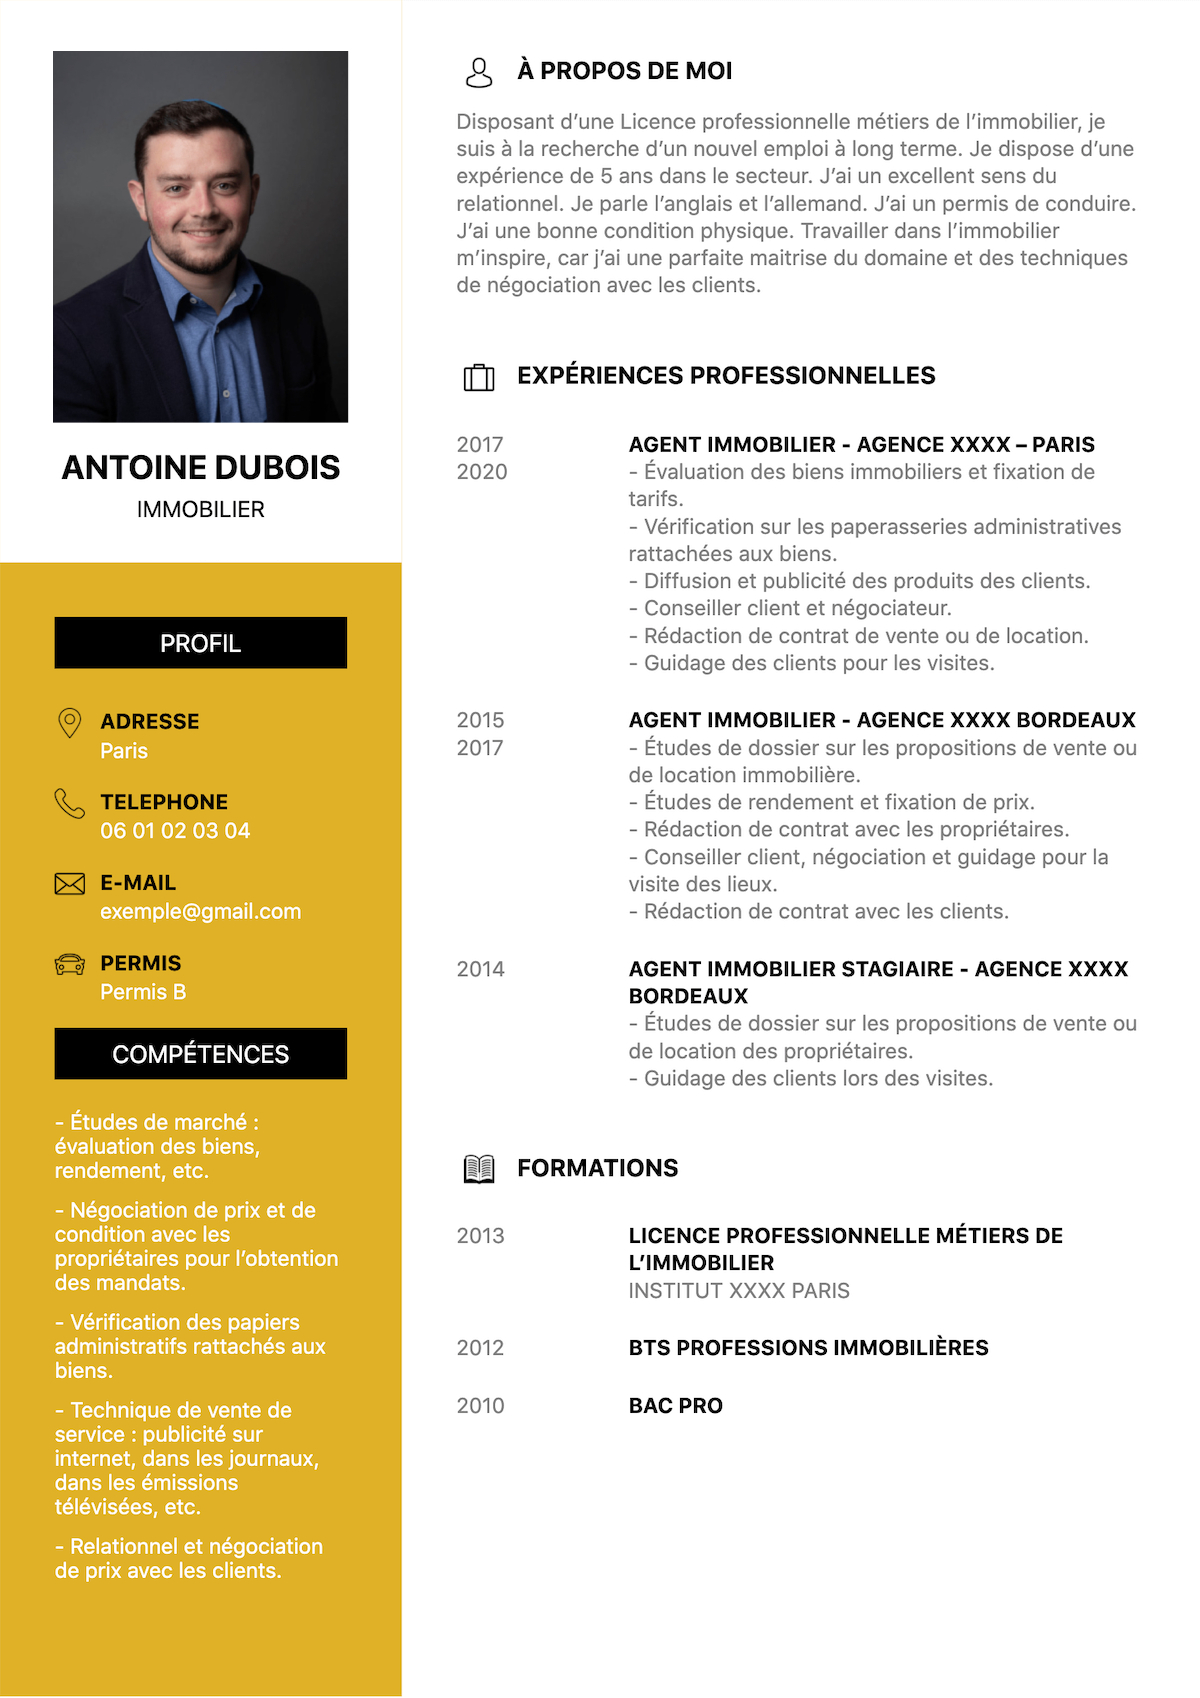 ANTOINE DUBOIS
IMMOBILIER
PROFIL
ADRESSE
Paris
TELEPHONE
06 01 02 03 04
E-MAIL
exemple@gmail.com
PERMIS
Permis B
COMPÉTENCES
- Études de marché :
évaluation des biens,
rendement, etc.
- Négociation de prix et de
condition avec les
propriétaires pour l’obtention
des mandats.
- Vérification des papiers
administratifs rattachés aux
biens.
- Technique de vente de
service : publicité sur
internet, dans les journaux,
dans les émissions
télévisées, etc.
- Relationnel et négociation
de prix avec les clients.
À PROPOS DE MOI
Disposant d’une Licence professionnelle métiers de l’immobilier, je
suis à la recherche d’un nouvel emploi à long terme. Je dispose d’une
expérience de 5 ans dans le secteur. J’ai un excellent sens du
relationnel. Je parle l’anglais et l’allemand. J’ai un permis de conduire.
J’ai une bonne condition physique. Travailler dans l’immobilier
m’inspire, car j’ai une parfaite maitrise du domaine et des techniques
de négociation avec les clients.
EXPÉRIENCES PROFESSIONNELLES
2017
2020
AGENT IMMOBILIER - AGENCE XXXX – PARIS
- Évaluation des biens immobiliers et fixation de
tarifs.
- Vérification sur les paperasseries administratives
rattachées aux biens.
- Diffusion et publicité des produits des clients.
- Conseiller client et négociateur.
- Rédaction de contrat de vente ou de location.
- Guidage des clients pour les visites.
2015
2017
AGENT IMMOBILIER - AGENCE XXXX BORDEAUX
- Études de dossier sur les propositions de vente ou
de location immobilière.
- Études de rendement et fixation de prix.
- Rédaction de contrat avec les propriétaires.
- Conseiller client, négociation et guidage pour la
visite des lieux.
- Rédaction de contrat avec les clients.
2014
AGENT IMMOBILIER STAGIAIRE - AGENCE XXXX
BORDEAUX
- Études de dossier sur les propositions de vente ou
de location des propriétaires.
- Guidage des clients lors des visites.
FORMATIONS
2013
LICENCE PROFESSIONNELLE MÉTIERS DE
L’IMMOBILIER
INSTITUT XXXX PARIS
2012
BTS PROFESSIONS IMMOBILIÈRES
2010
BAC PRO